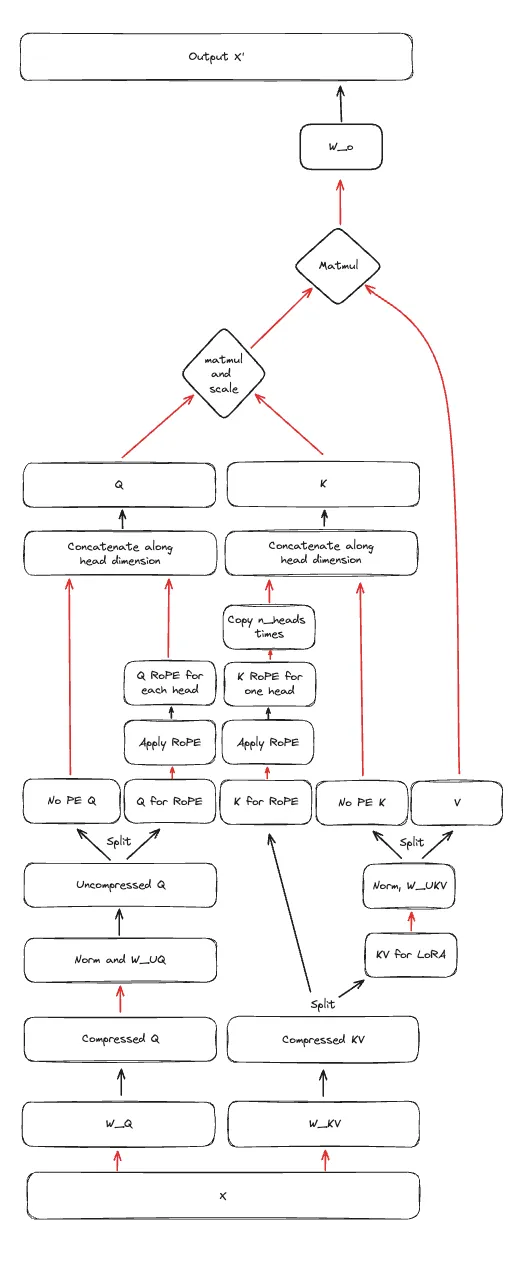 Output X'
W_o
Matmul
matmul
and
scale
Q
K
Concatenate along
head dimension
Concatenate along
head dimension
Copy n_heads
times
Q RoPE for
each head
K RoPE for
one head
Apply RoPE
Apply RoPE
No PE Q
Q for RoPE
K for RoPE
No PE K
V
Split
Split
Uncompressed Q
Norm, W_UKV
Norm and W_UQ
KV for LoRA
Split
Compressed Q
Compressed KV
W_Q
W_KV
X